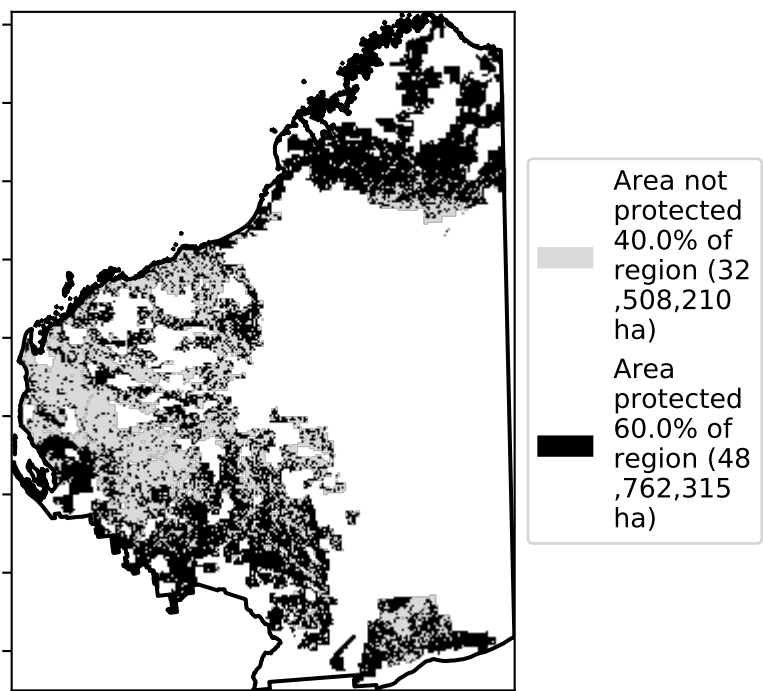 Area not
protected
40.0% of
region (32
,508,210
ha)
Area
protected
60.0% of
region (48
,762,315
ha)